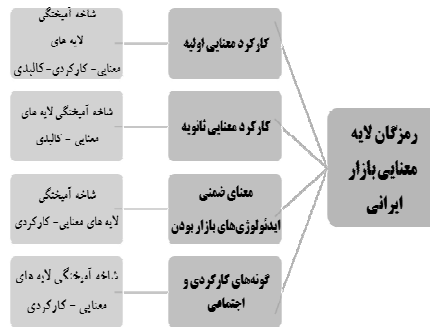 رمزگان لایه
معنایی بازار
ایرانی
کارکرد معنایی اولیه
شاخه آمیختگی
لایه های
معنایی- کارکردی-کالبدی
کارکرد معنایی ثانویه
شاخه آمیختگی لایه های
معنایی - کالبدی
معنای ضمنی
ایدئولوژی‌های بازار بودن
شاخه آمیختگی
لایه های معنایی-کارکردی
گونه‌های کارکردی و
اجتماعی
شاخه آمیختگی لایه های
معنایی - کارکردی